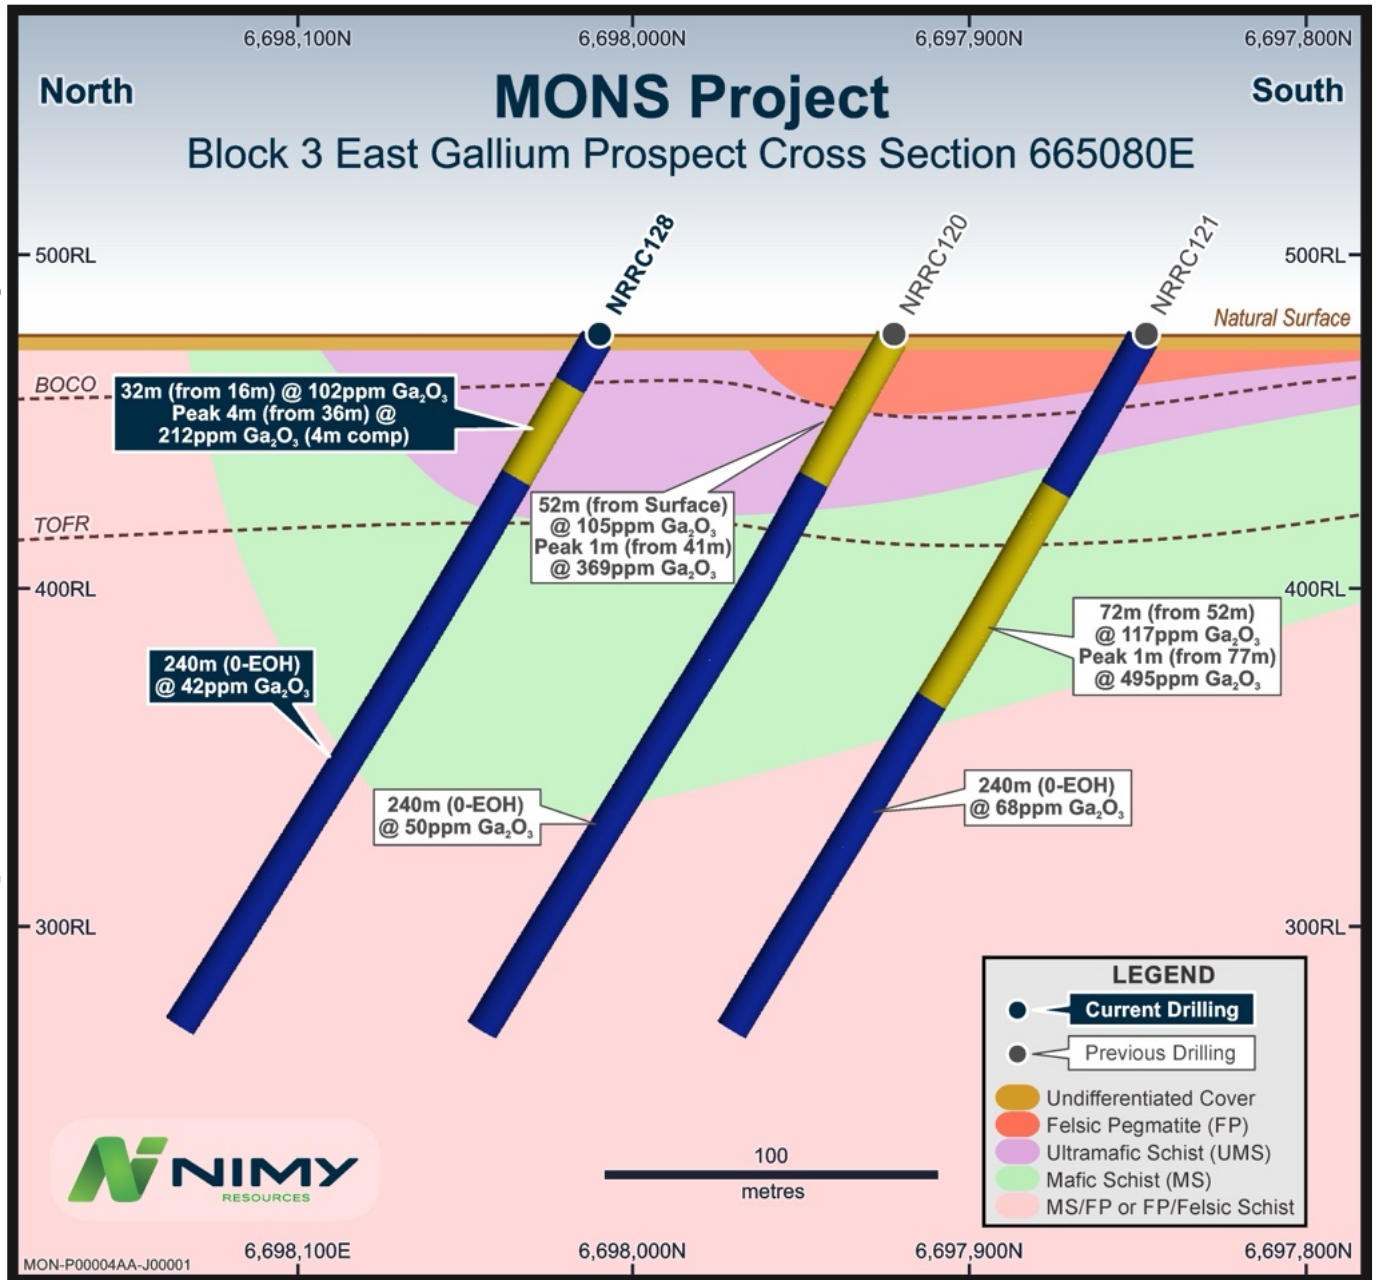 6,698,100N 6,698,000N 6,697,900N 6,697,800N
North
South
MONS Project
Block 3 East Gallium Prospect Cross Section 665080E
NRRC128
NRRC120
NRRC121
500RL
500RL
Natural Surface
BOCO
32m (from 16m) @ 102ppm Ga₂O₃
Peak 4m (from 36m) @
212ppm Ga₂O₃ (4m comp)
52m (from Surface)
@ 105ppm Ga₂O₃
Peak 1m (from 41m)
@ 369ppm Ga₂O₃
TOFR
400RL
400RL
72m (from 52m)
@ 117ppm Ga₂O₃
Peak 1m (from 77m)
@ 495ppm Ga₂O₃
240m (0-EOH)
@ 42ppm Ga₂O₃
240m (0-EOH)
@ 50ppm Ga₂O₃
240m (0-EOH)
@ 68ppm Ga₂O₃
300RL
300RL
LEGEND
Current Drilling
Previous Drilling
Undifferentiated Cover
Felsic Pegmatite (FP)
Ultramafic Schist (UMS)
Mafic Schist (MS)
MS/FP or FP/Felsic Schist
NIMY
RESOURCES
100
metres
6,698,100E 6,698,000N 6,697,900N 6,697,800N
MON-P00004AA-J00001